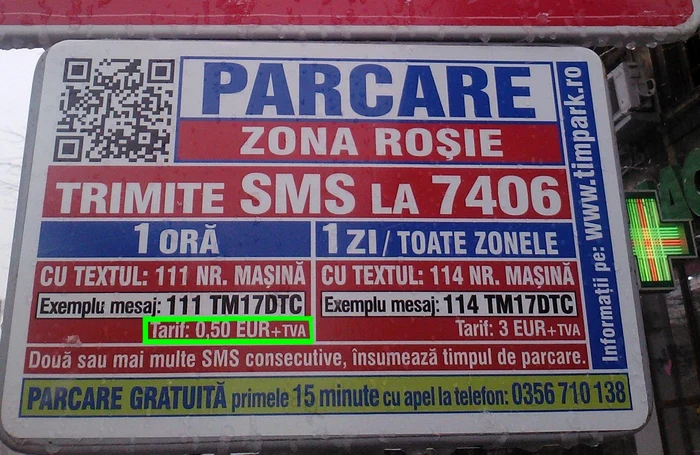 PARCARE
ZONA ROȘIE
TRIMITE SMS LA 7406
1 ORĂ
CU TEXTUL: 111 NR. MAȘINĂ
Exemplu mesaj: 111 TM17DTC
Tarif: 0,50 EUR+TVA
1 ZI / TOATE ZONELE
CU TEXTUL: 114 NR. MAȘINĂ
Exemplu mesaj: 114 TM17DTC
Tarif: 3 EUR+TVA
Două sau mai multe SMS consecutive, însumează timpul de parcare.
PARCARE GRATUITĂ primele 15 minute cu apel la telefon: 0356 710 138
Informații pe: www.timpark.ro